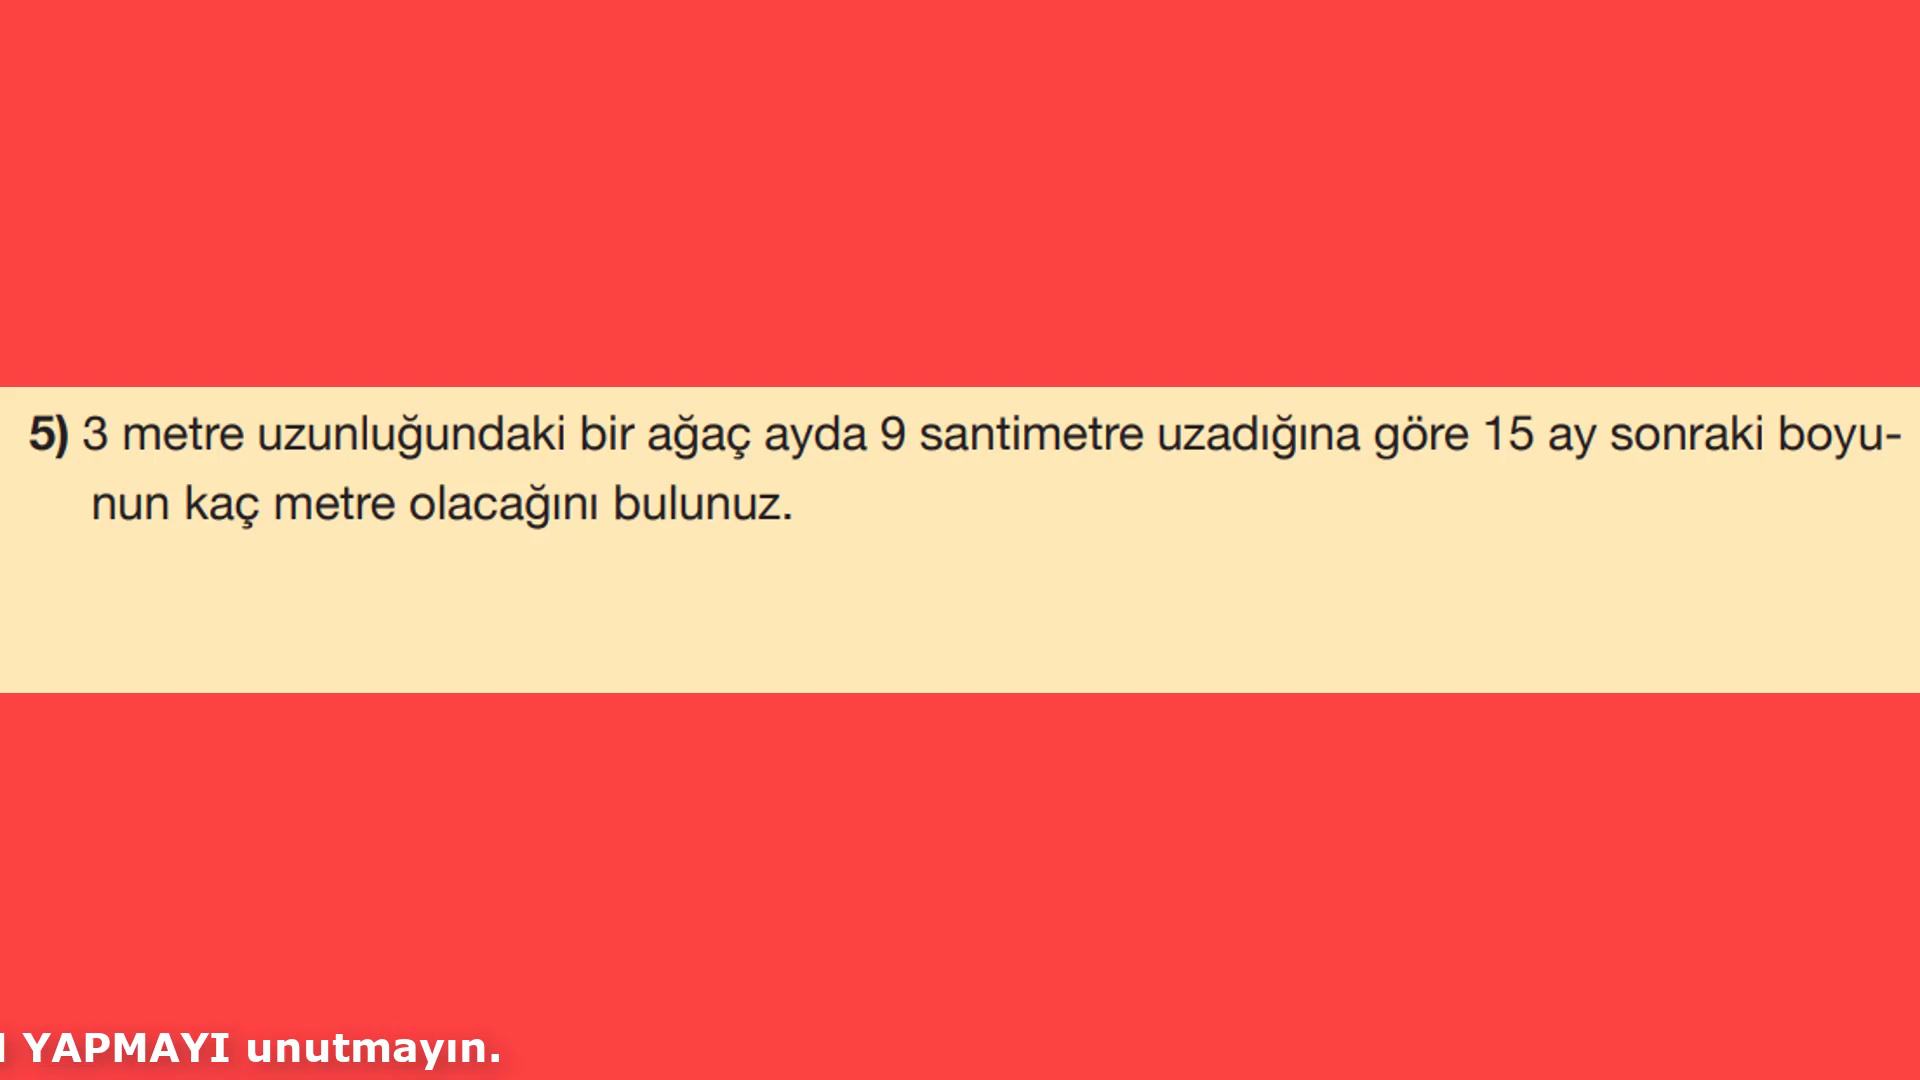 5) 3 metre uzunluğundaki bir ağaç ayda 9 santimetre uzadığına göre 15 ay sonraki boyu-
nun kaç metre olacağını bulunuz.
YAPMAYI unutmayın.